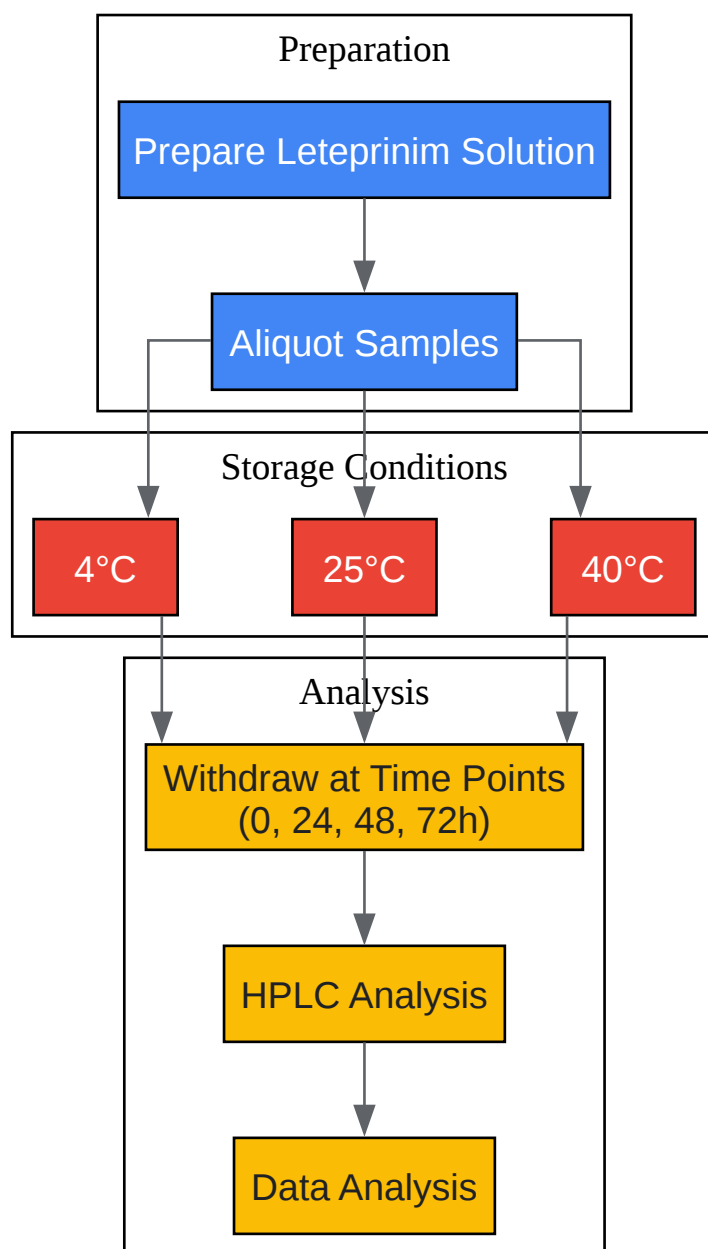 Preparation
Prepare Leteprinim Solution
Aliquot Samples
Storage Conditions
4°C
25°C
40°C
Analysis
Withdraw at Time Points
(0, 24, 48, 72h)
HPLC Analysis
Data Analysis